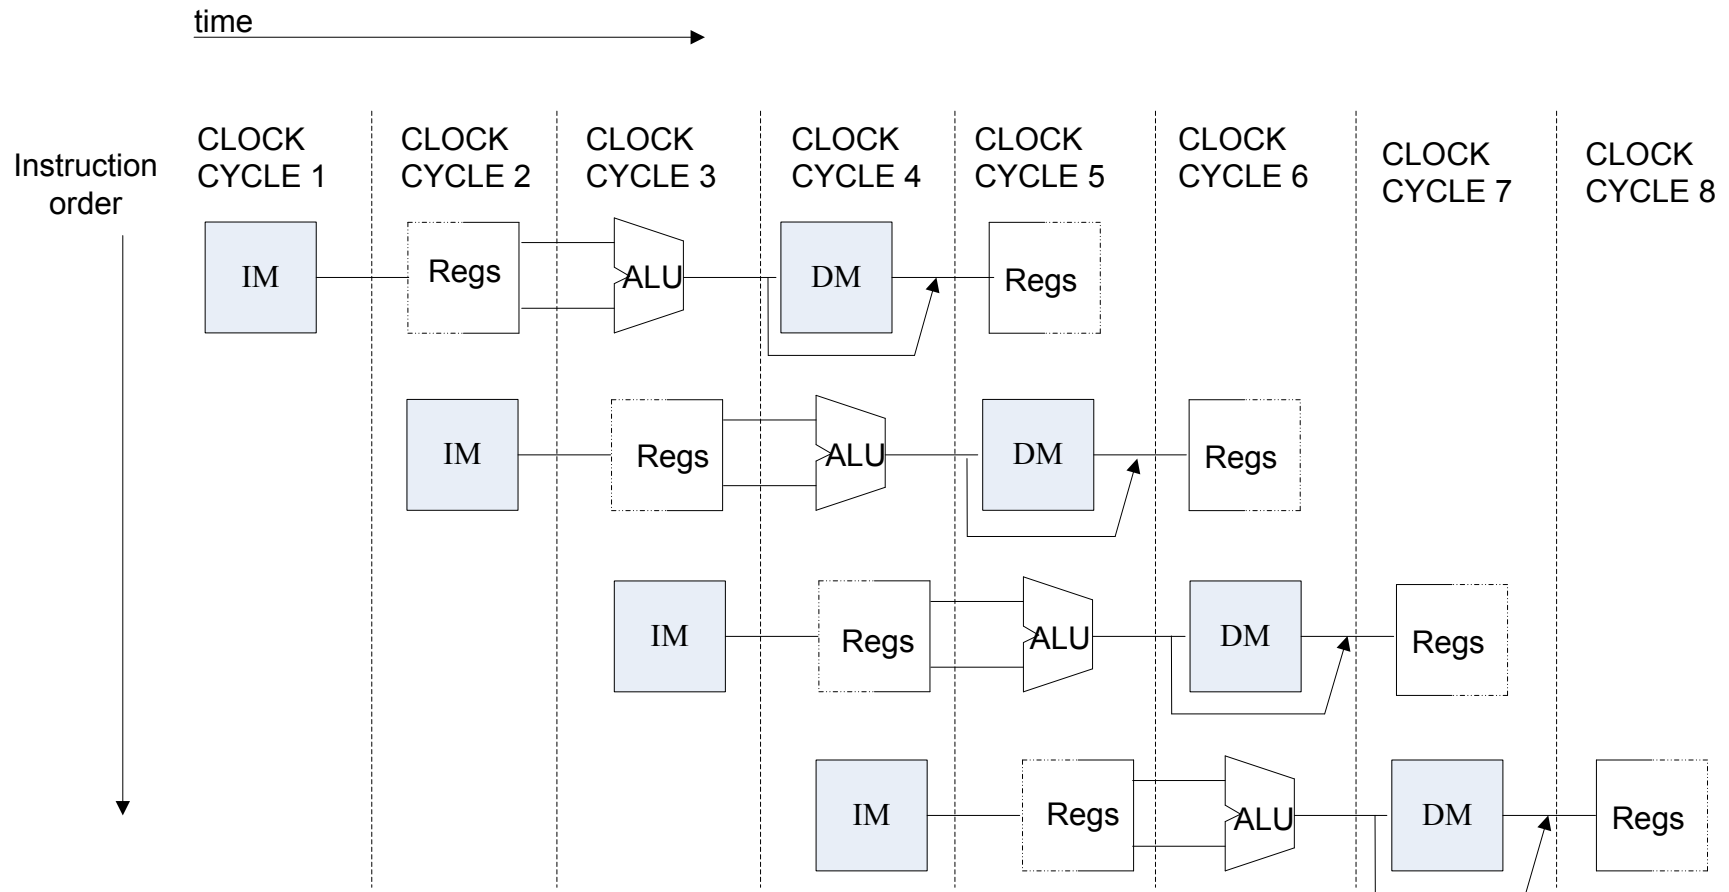 time
CLOCK
CYCLE 1
CLOCK
CYCLE 2
CLOCK
CYCLE 3
CLOCK
CYCLE 4
CLOCK
CYCLE 5
CLOCK
CYCLE 6
CLOCK
CYCLE 7
CLOCK
CYCLE 8
Instruction
order
IM
Regs
ALU
DM
Regs
IM
Regs
ALU
DM
Regs
IM
Regs
ALU
DM
Regs
IM
Regs
ALU
DM
Regs